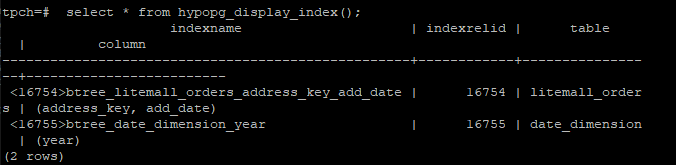 tpch=#  select * from hypopg_display_index();
                     indexname                      | indexrelid |     table
  |         column
----------------------------------------------------+------------+---------------
--+-------------------------
 <16754>btree_litemall_orders_address_key_add_date |      16754 | litemall_order
s | (address_key, add_date)
 <16755>btree_date_dimension_year                   |      16755 | date_dimension
  | (year)
(2 rows)